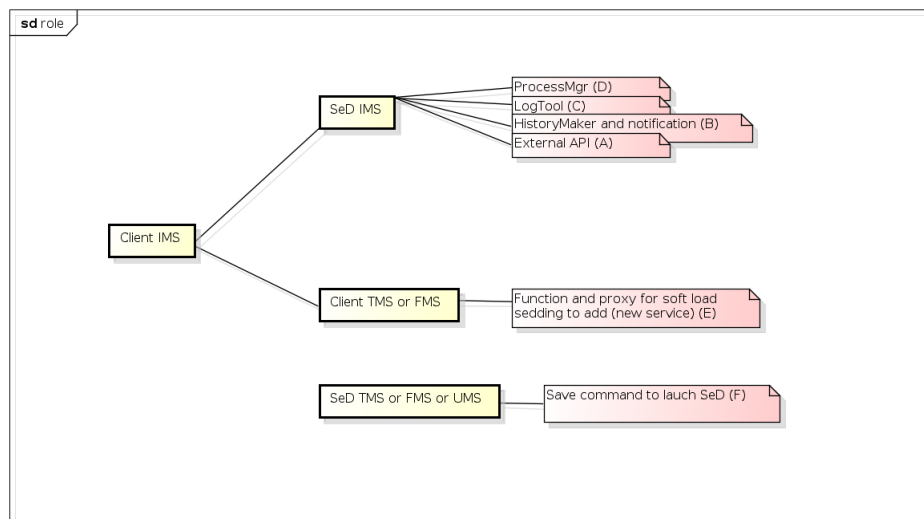 sd role
SeD IMS
ProcessMgr (D)
LogTool (C)
HistoryMaker and notification (B)
External API (A)
Client IMS
Client TMS or FMS
Function and proxy for soft load
sedding to add (new service) (E)
SeD TMS or FMS or UMS
Save command to lauch SeD (F)